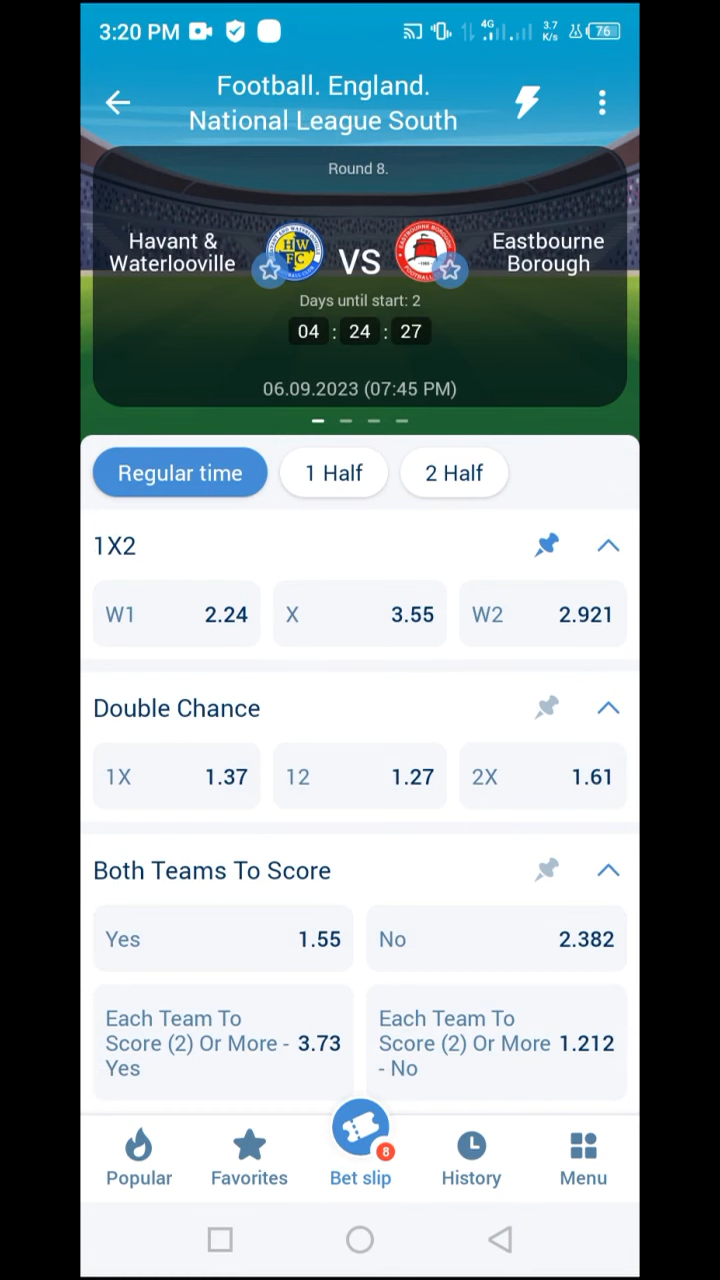 3:20 PM
4G
3.7
K/s
76
Football. England.
National League South
Round 8.
Havant &
Waterlooville
HW
FC
VS
Eastbourne
Borough
Days until start: 2
04 : 24 : 27
06.09.2023 (07:45 PM)
Regular time
1 Half
2 Half
1X2
W1 2.24
X 3.55
W2 2.921
Double Chance
1X 1.37
12 1.27
2X 1.61
Both Teams To Score
Yes 1.55
No 2.382
Each Team To
Score (2) Or More - 3.73
Yes
Each Team To
Score (2) Or More 1.212
- No
8
Popular
Favorites
Bet slip
History
Menu